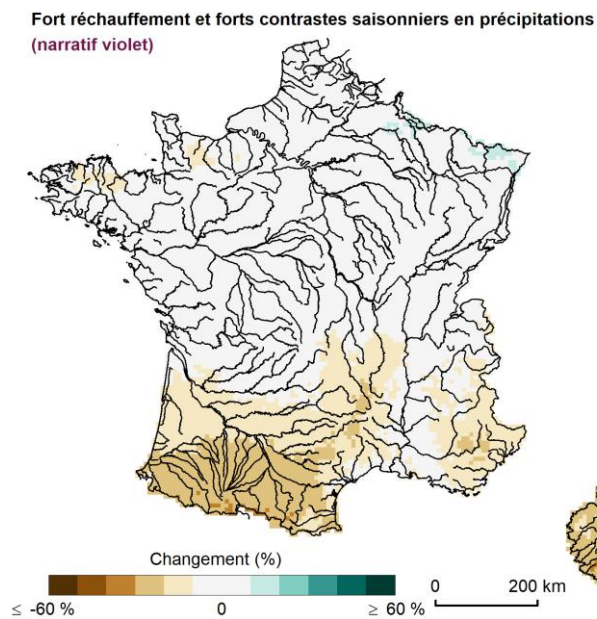 Fort réchauffement et forts contrastes saisonniers en précipitations
(narratif violet)
Changement (%)
≤ -60 % 0 ≥ 60 %
0 200 km